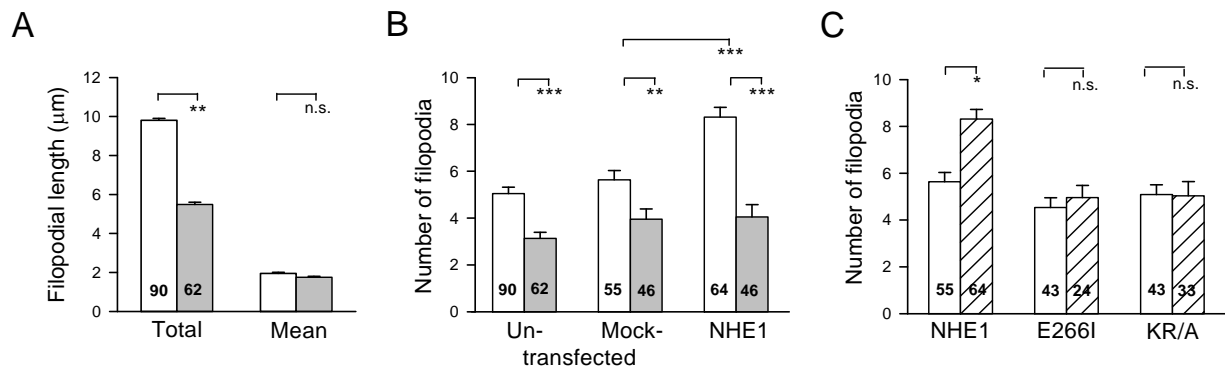 A
Filopodial length (µm)
12
10
8
6
4
2
0
**
n.s.
90
62
Total
Mean
B
Number of filopodia
10
8
6
4
2
0
***
***
**
***
90
62
55
46
64
46
Un-
transfected
Mock-
NHE1
C
Number of filopodia
10
8
6
4
2
0
*
n.s.
n.s.
55
64
43
24
43
33
NHE1
E266I
KR/A